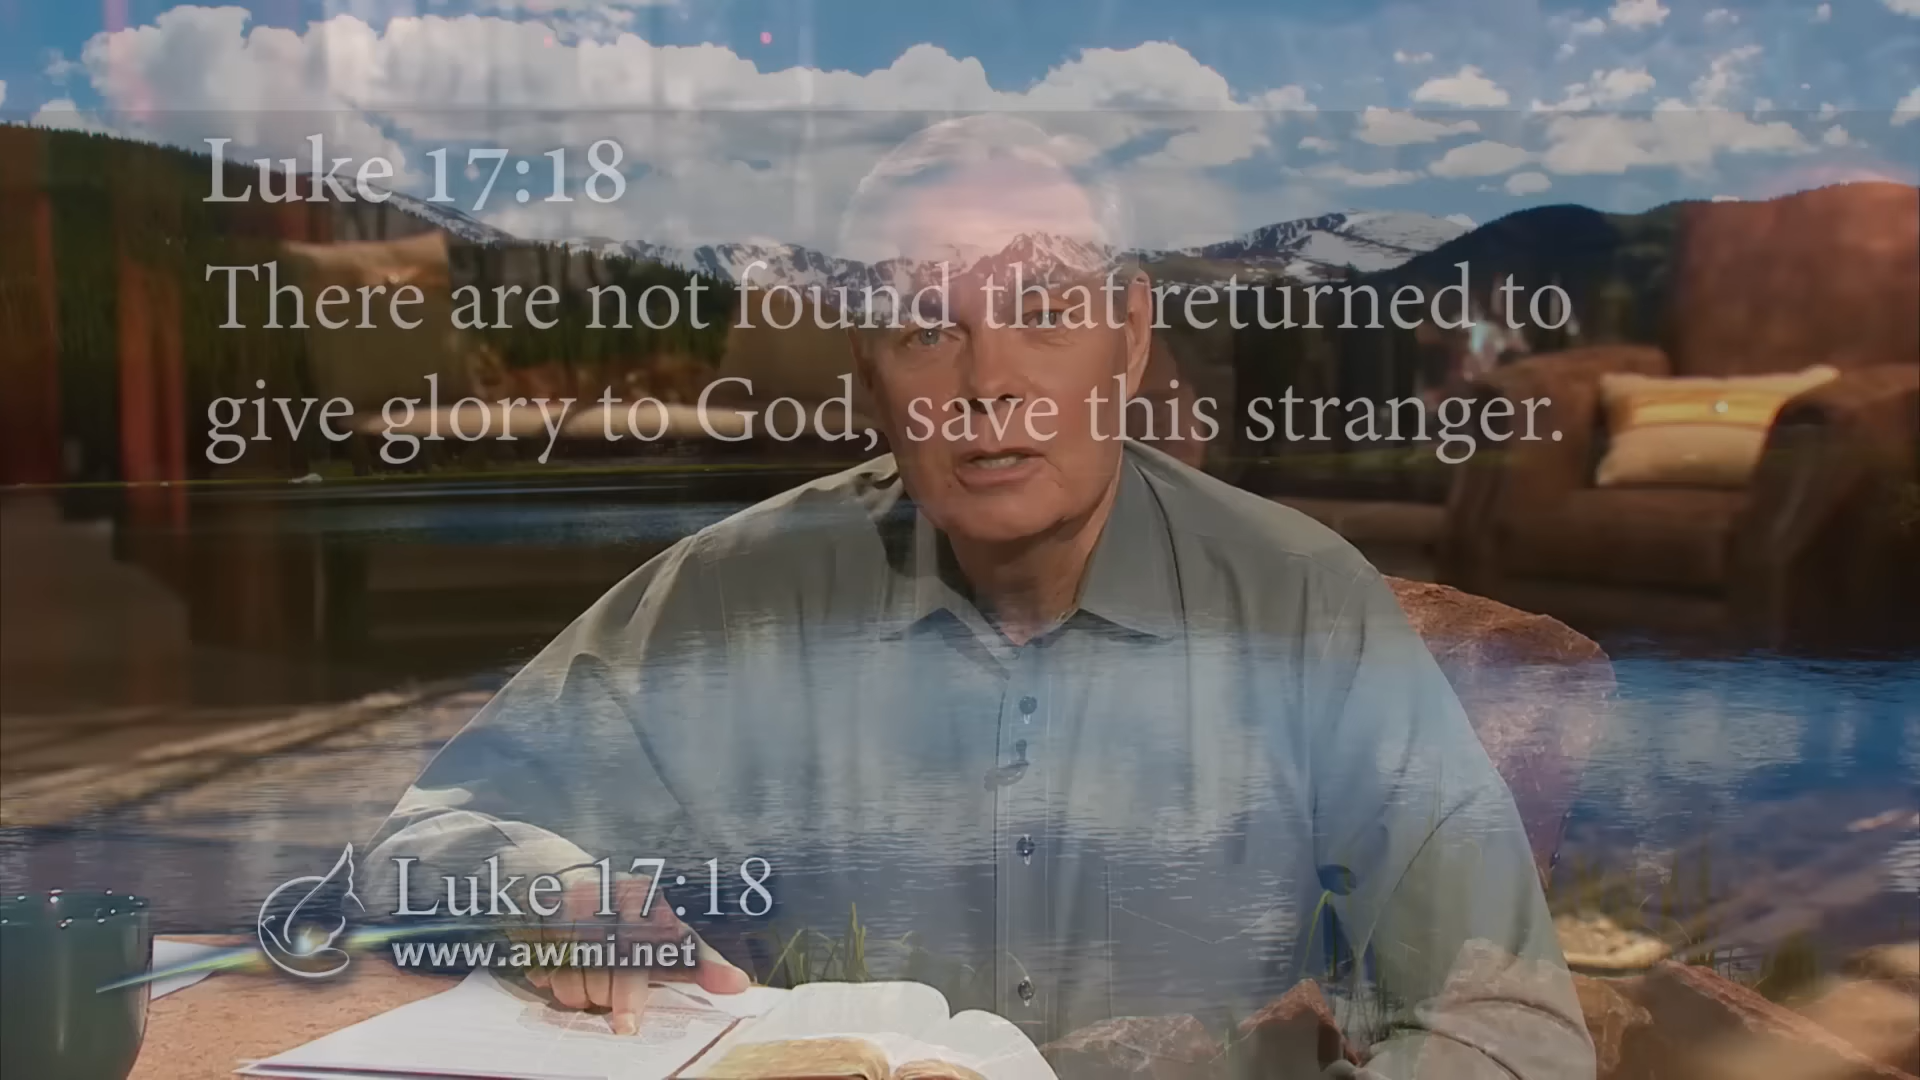 Luke 17:18
There are not found that returned to
give glory to God, save this stranger.
Luke 17:18
www.awmi.net